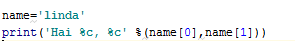 name='linda'
print('Hai %c, %c' %(name[0],name[1]))